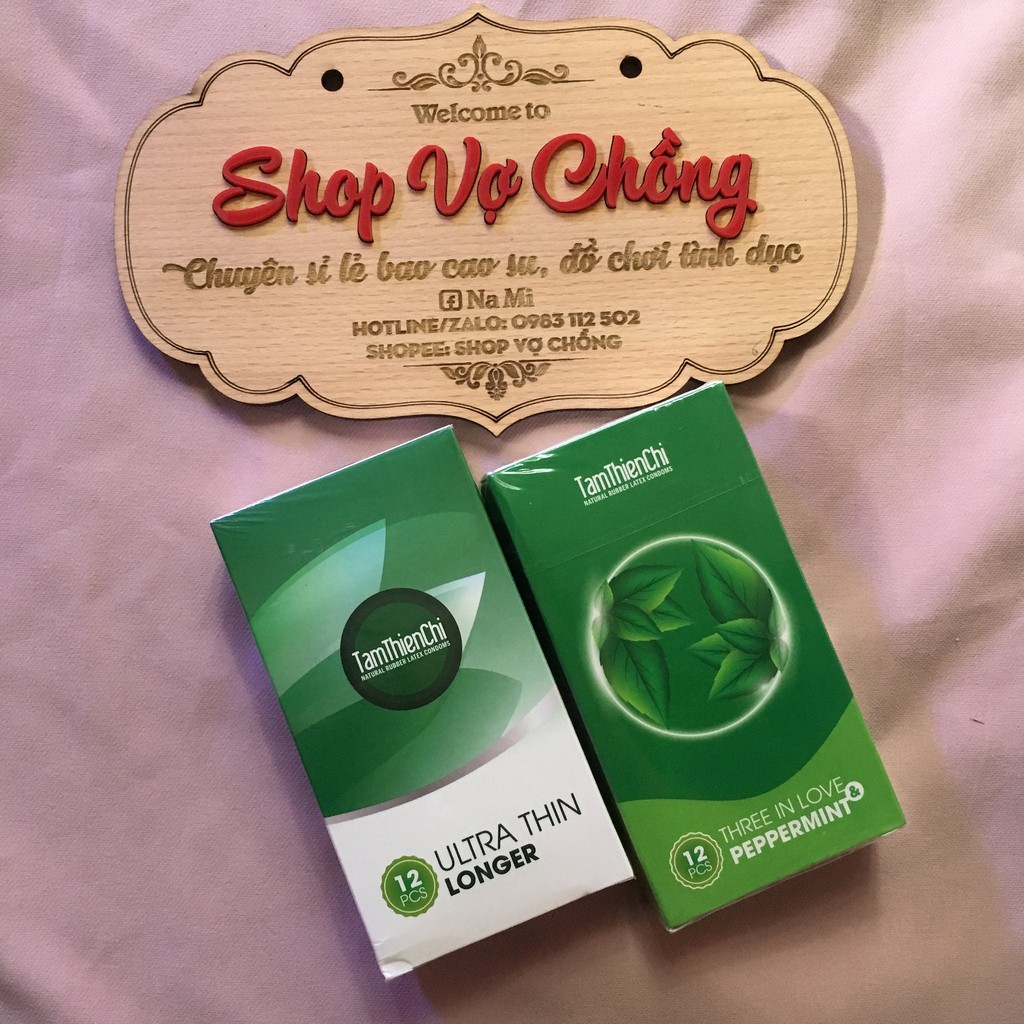 Welcome to
Shop Vợ Chồng
Chuyên sỉ lẻ bao cao su, đồ chơi tình dục
Na Mi
HOTLINE/ZALO: 0983 112 502
SHOPEE: SHOP VỢ CHỒNG
TamThienChi
NATURAL RUBBER LATEX CONDOMS
12
PCS
ULTRA THIN
LONGER
TamThienChi
NATURAL RUBBER LATEX CONDOMS
12
PCS
THREE IN LOVE
& PEPPERMINT